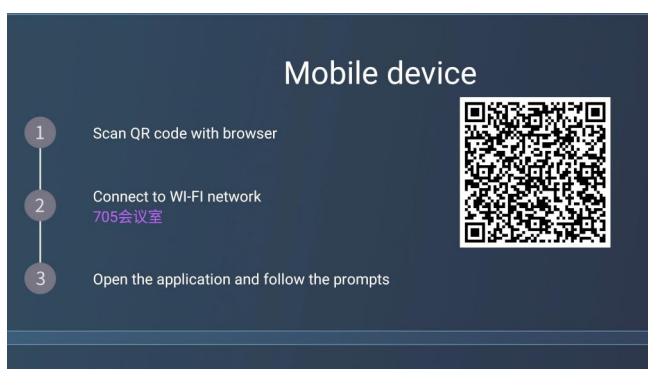 Mobile device
1
Scan QR code with browser
2
Connect to WI-FI network
705会议室
3
Open the application and follow the prompts